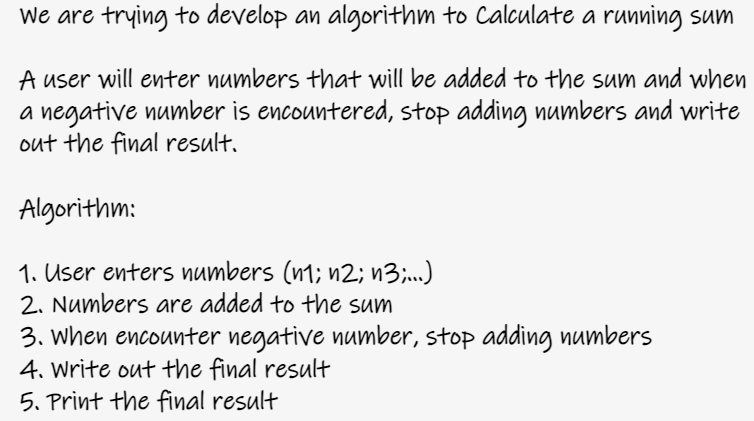 We are trying to develop an algorithm to Calculate a running sum
A user will enter numbers that will be added to the sum and when
a negative number is encountered, stop adding numbers and write
out the final result.
Algorithm:
1. User enters numbers (n1; n2; n3;...)
2. Numbers are added to the sum
3. When encounter negative number, stop adding numbers
4. Write out the final result
5. Print the final result